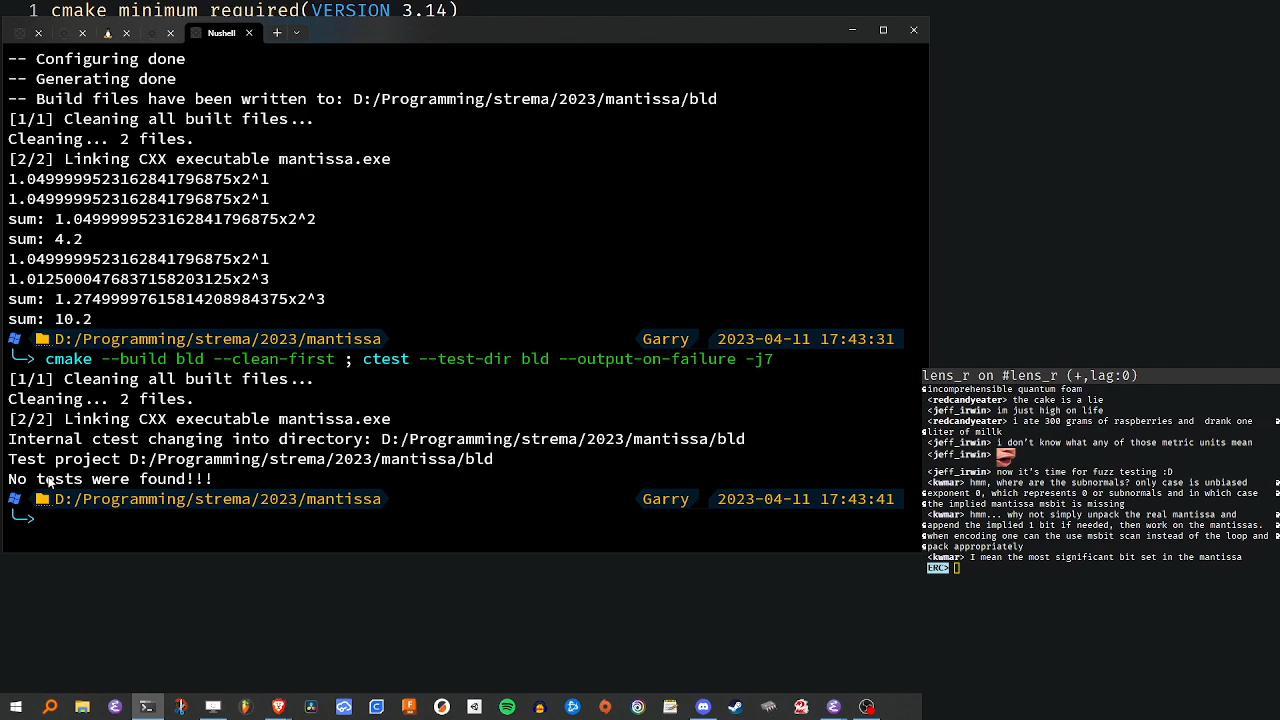 1 cmake_minimum_required(VERSION 3.14)
Nushell
-- Configuring done
-- Generating done
-- Build files have been written to: D:/Programming/strema/2023/mantissa/bld
[1/1] Cleaning all built files...
Cleaning... 2 files.
[2/2] Linking CXX executable mantissa.exe
1.0499999523162841796875x2^1
1.0499999523162841796875x2^1
sum: 1.0499999523162841796875x2^2
sum: 4.2
1.0499999523162841796875x2^1
1.01250004768371582031​25x2^3
sum: 1.27499997615814208984375x2^3
sum: 10.2
D:/Programming/strema/2023/mantissa Garry 2023-04-11 17:43:31
cmake --build bld --clean-first ; ctest --test-dir bld --output-on-failure -j7
[1/1] Cleaning all built files...
Cleaning... 2 files.
[2/2] Linking CXX executable mantissa.exe
Internal ctest changing into directory: D:/Programming/strema/2023/mantissa/bld
Test project D:/Programming/strema/2023/mantissa/bld
No tests were found!!!
D:/Programming/strema/2023/mantissa Garry 2023-04-11 17:43:41
lens_r on #lens_r (+,lag:0)
incomprehensible quantum foam
<redcandyeater> the cake is a lie
<jeff_irwin> im just high on life
<redcandyeater> i ate 300 grams of raspberries and drank one
liter of millk
<jeff_irwin> i don't know what any of those metric units mean
<jeff_irwin>
<jeff_irwin> now it's time for fuzz testing :D
<kwmar> hmm, where are the subnormals? only case is unbiased
exponent 0, which represents 0 or subnormals and in which case
the implied mantissa msbit is missing
<kwmar> hmm... why not simply unpack the real mantissa and
append the implied 1 bit if needed, then work on the mantissas.
when encoding one can the use msbit scan instead of the loop and
pack appropriately
<kwmar> I mean the most significant bit set in the mantissa
ERC>